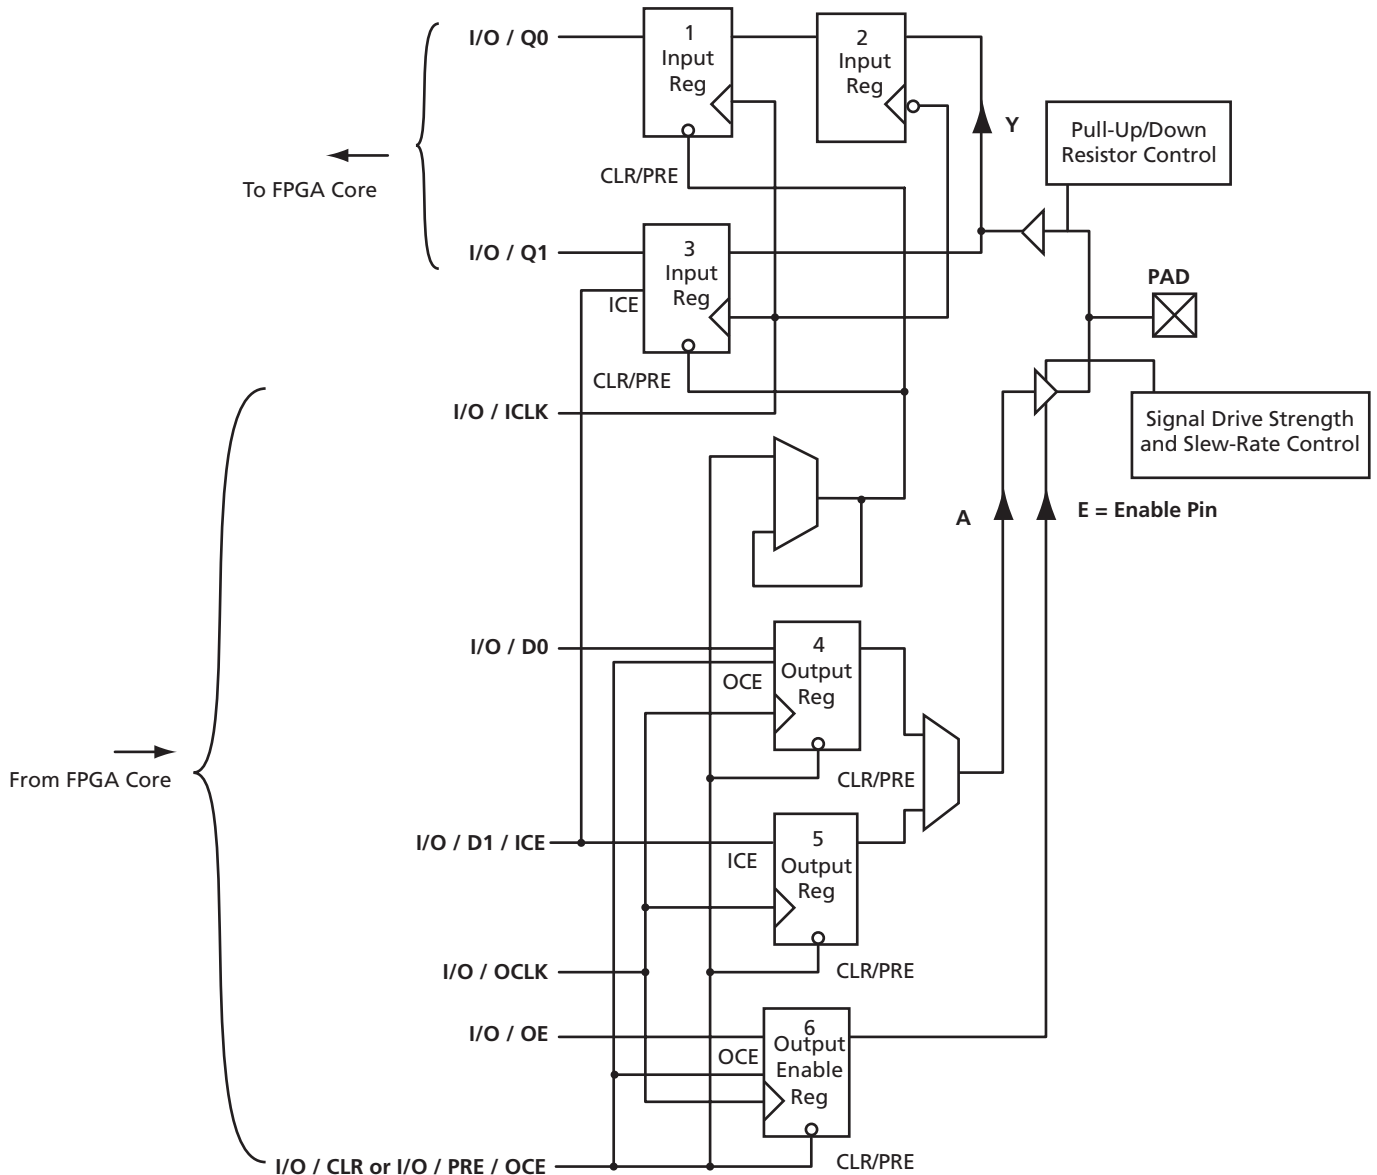 I/O / Q0
1
Input
Reg
2
Input
Reg
Y
Pull-Up/Down
Resistor Control
CLR/PRE
To FPGA Core
I/O / Q1
3
Input
Reg
ICE
PAD
CLR/PRE
I/O / ICLK
Signal Drive Strength
and Slew-Rate Control
A
E = Enable Pin
I/O / D0
4
Output
Reg
OCE
CLR/PRE
From FPGA Core
I/O / D1 / ICE
5
Output
Reg
ICE
I/O / OCLK
CLR/PRE
I/O / OE
6
Output
Enable
Reg
OCE
I/O / CLR or I/O / PRE / OCE
CLR/PRE